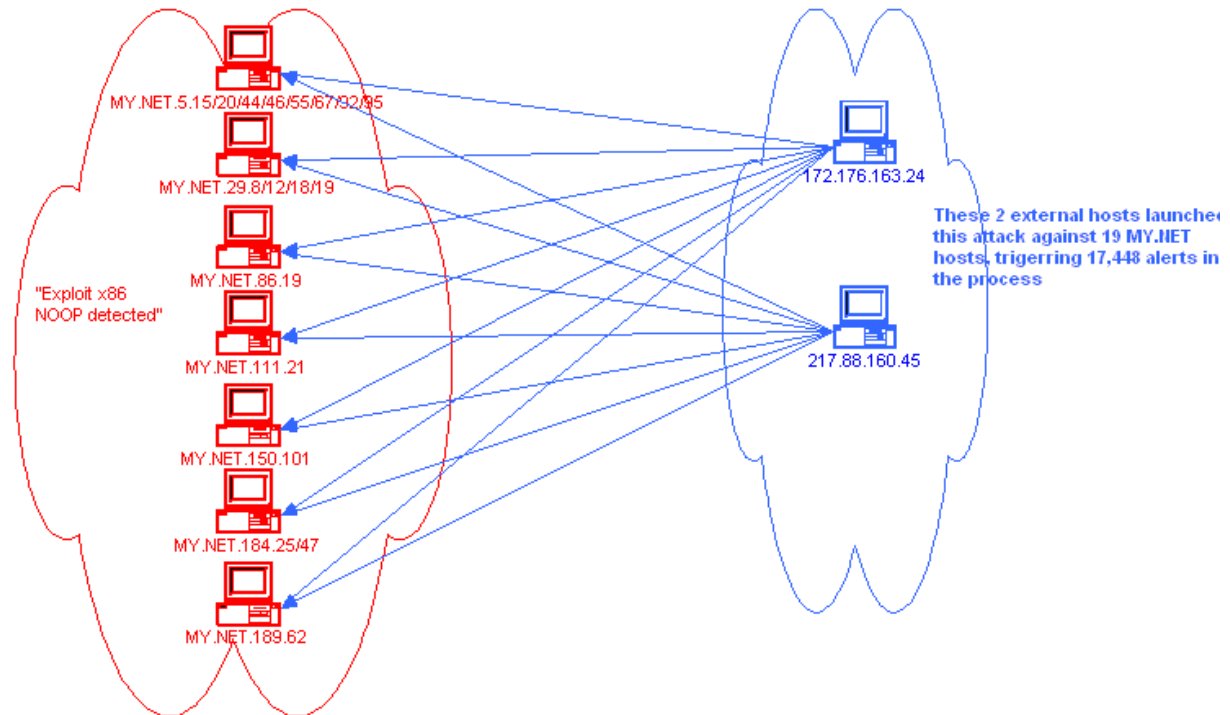 MY.NET.5.15/20/44/46/55/67/92/95
MY.NET.29.8/12/18/19
172.176.163.24
These 2 external hosts launched
this attack against 19 MY.NET
hosts, trigerring 17,448 alerts in
the process
MY.NET.86.19
"Exploit x86
NOOP detected"
MY.NET.111.21
217.88.160.45
MY.NET.150.101
MY.NET.184.25/47
MY.NET.189.62